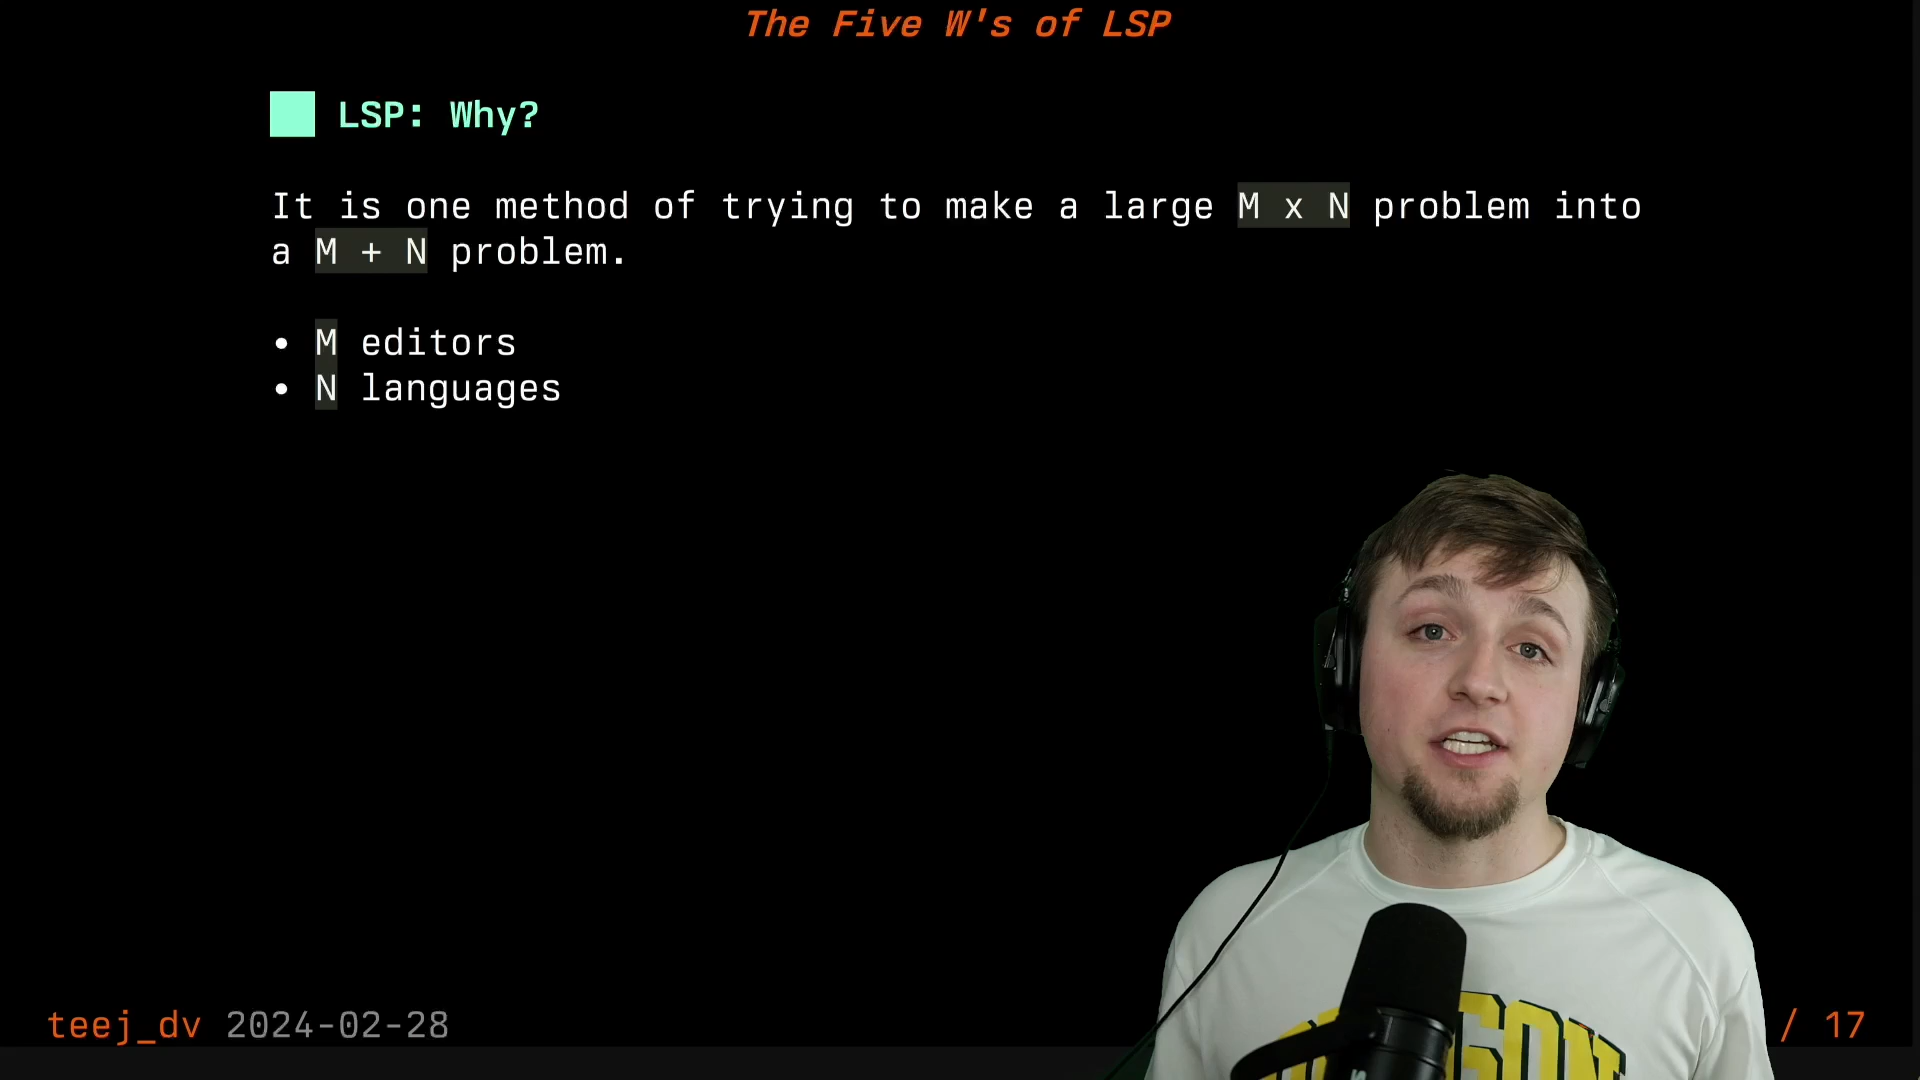 The Five W's of LSP
LSP: Why?
It is one method of trying to make a large M x N problem into
a M + N problem.
• M editors
• N languages
teej_dv 2024-02-28
/ 17